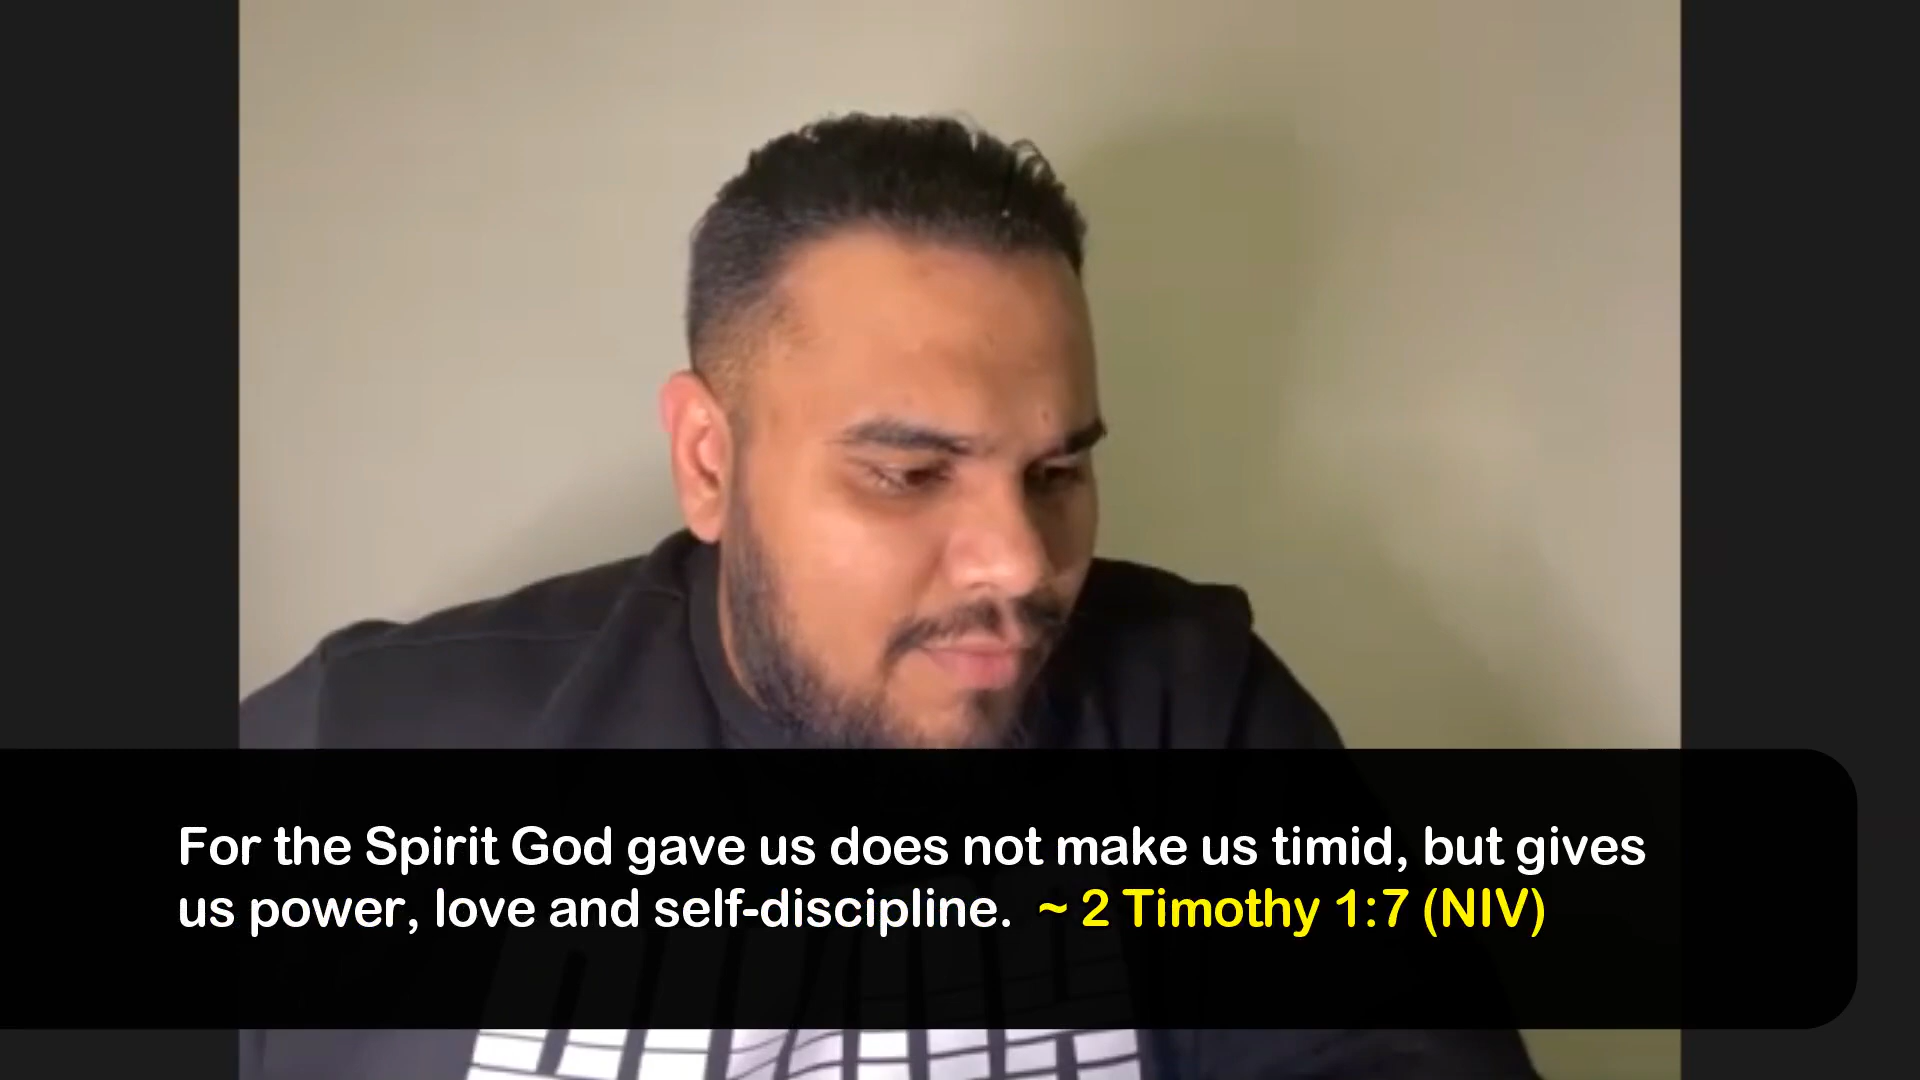 For the Spirit God gave us does not make us timid, but gives
us power, love and self-discipline.  ~ 2 Timothy 1:7 (NIV)